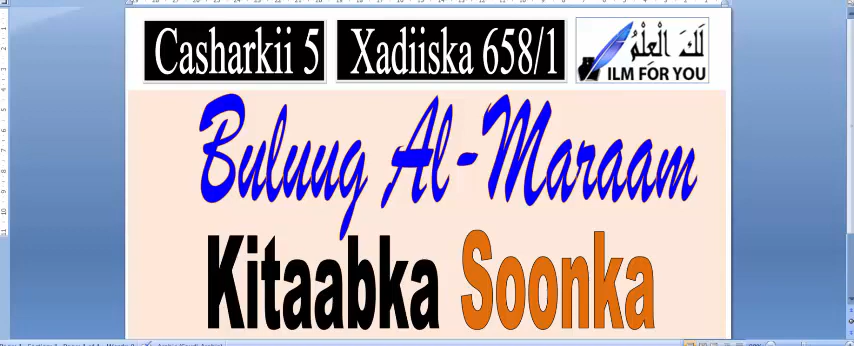 Casharkii 5 Xadiiska 658/1 لَكَ الْعِلْمُ
ILM FOR YOU
Buluug Al-Maraam
Kitaabka Soonka